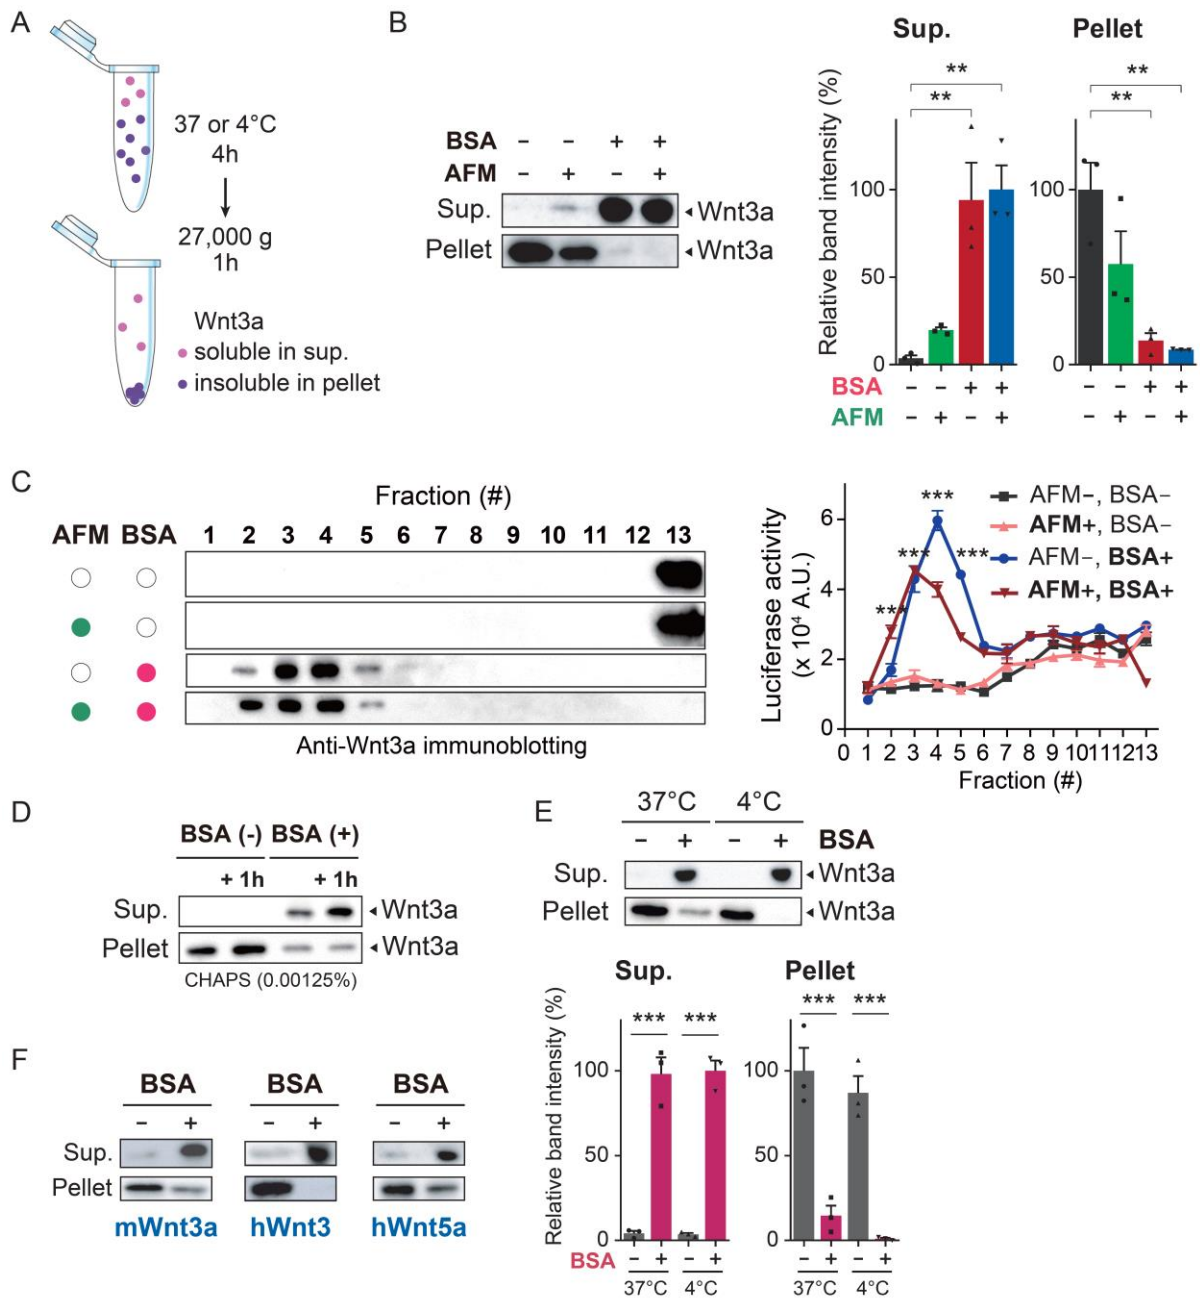 A
37 or 4°C
4h
27,000 g
1h
Wnt3a
soluble in sup.
insoluble in pellet
B
BSA − − + +
AFM − + − +
Sup. Wnt3a
Pellet Wnt3a
Sup. Pellet
** **
** **
Relative band intensity (%)
100 100
50 50
0 0
BSA − − + + − − + +
AFM − + − + − + − +
C
Fraction (#)
AFM BSA 1 2 3 4 5 6 7 8 9 10 11 12 13
Anti-Wnt3a immunoblotting
AFM−, BSA−
AFM+, BSA−
AFM−, BSA+
AFM+, BSA+
***
*** ***
***
Luciferase activity
(x 10⁴ A.U.)
6
4
2
0
0 1 2 3 4 5 6 7 8 9 10 11 12 13
Fraction (#)
D
BSA (-) BSA (+)
+ 1h + 1h
Sup. Wnt3a
Pellet Wnt3a
CHAPS (0.00125%)
E
37°C 4°C
− + − + BSA
Sup. Wnt3a
Pellet Wnt3a
Sup. Pellet
*** *** *** ***
Relative band intensity (%)
100 100
50 50
0 0
BSA − + − + − + − +
37°C 4°C 37°C 4°C
F
BSA BSA BSA
− + − + − +
Sup.
Pellet
mWnt3a hWnt3 hWnt5a